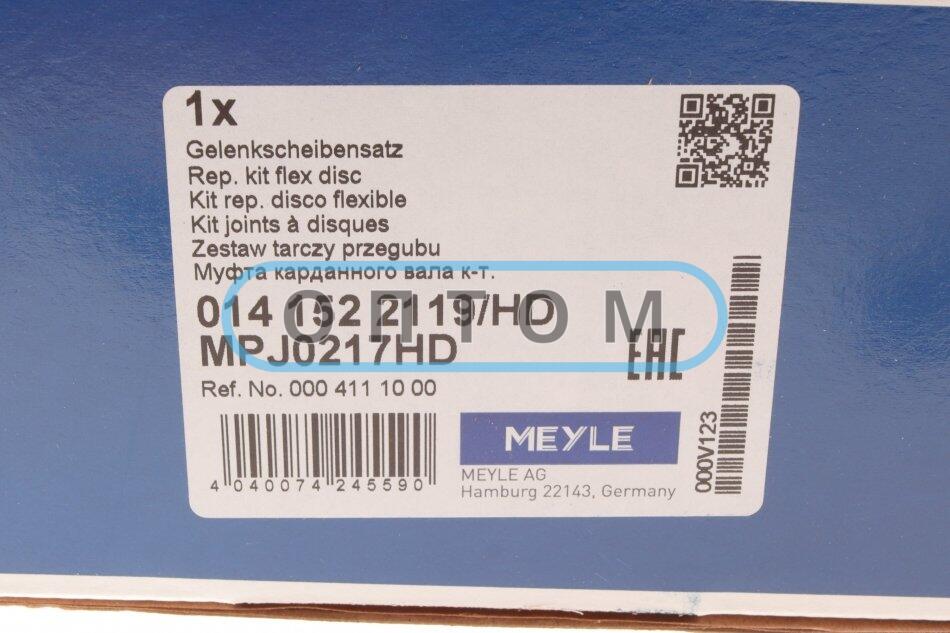 1x
Gelenkscheibensatz
Rep. kit flex disc
Kit rep. disco flexible
Kit joints à disques
Zestaw tarczy przegubu
Муфта карданного вала к-т.
014 152 2119/HD
ОПТОМ
MPJ0217HD
EAC
Ref. No. 000 411 10 00
MEYLE
MEYLE AG
Hamburg 22143, Germany
4 040074 245590
000V123